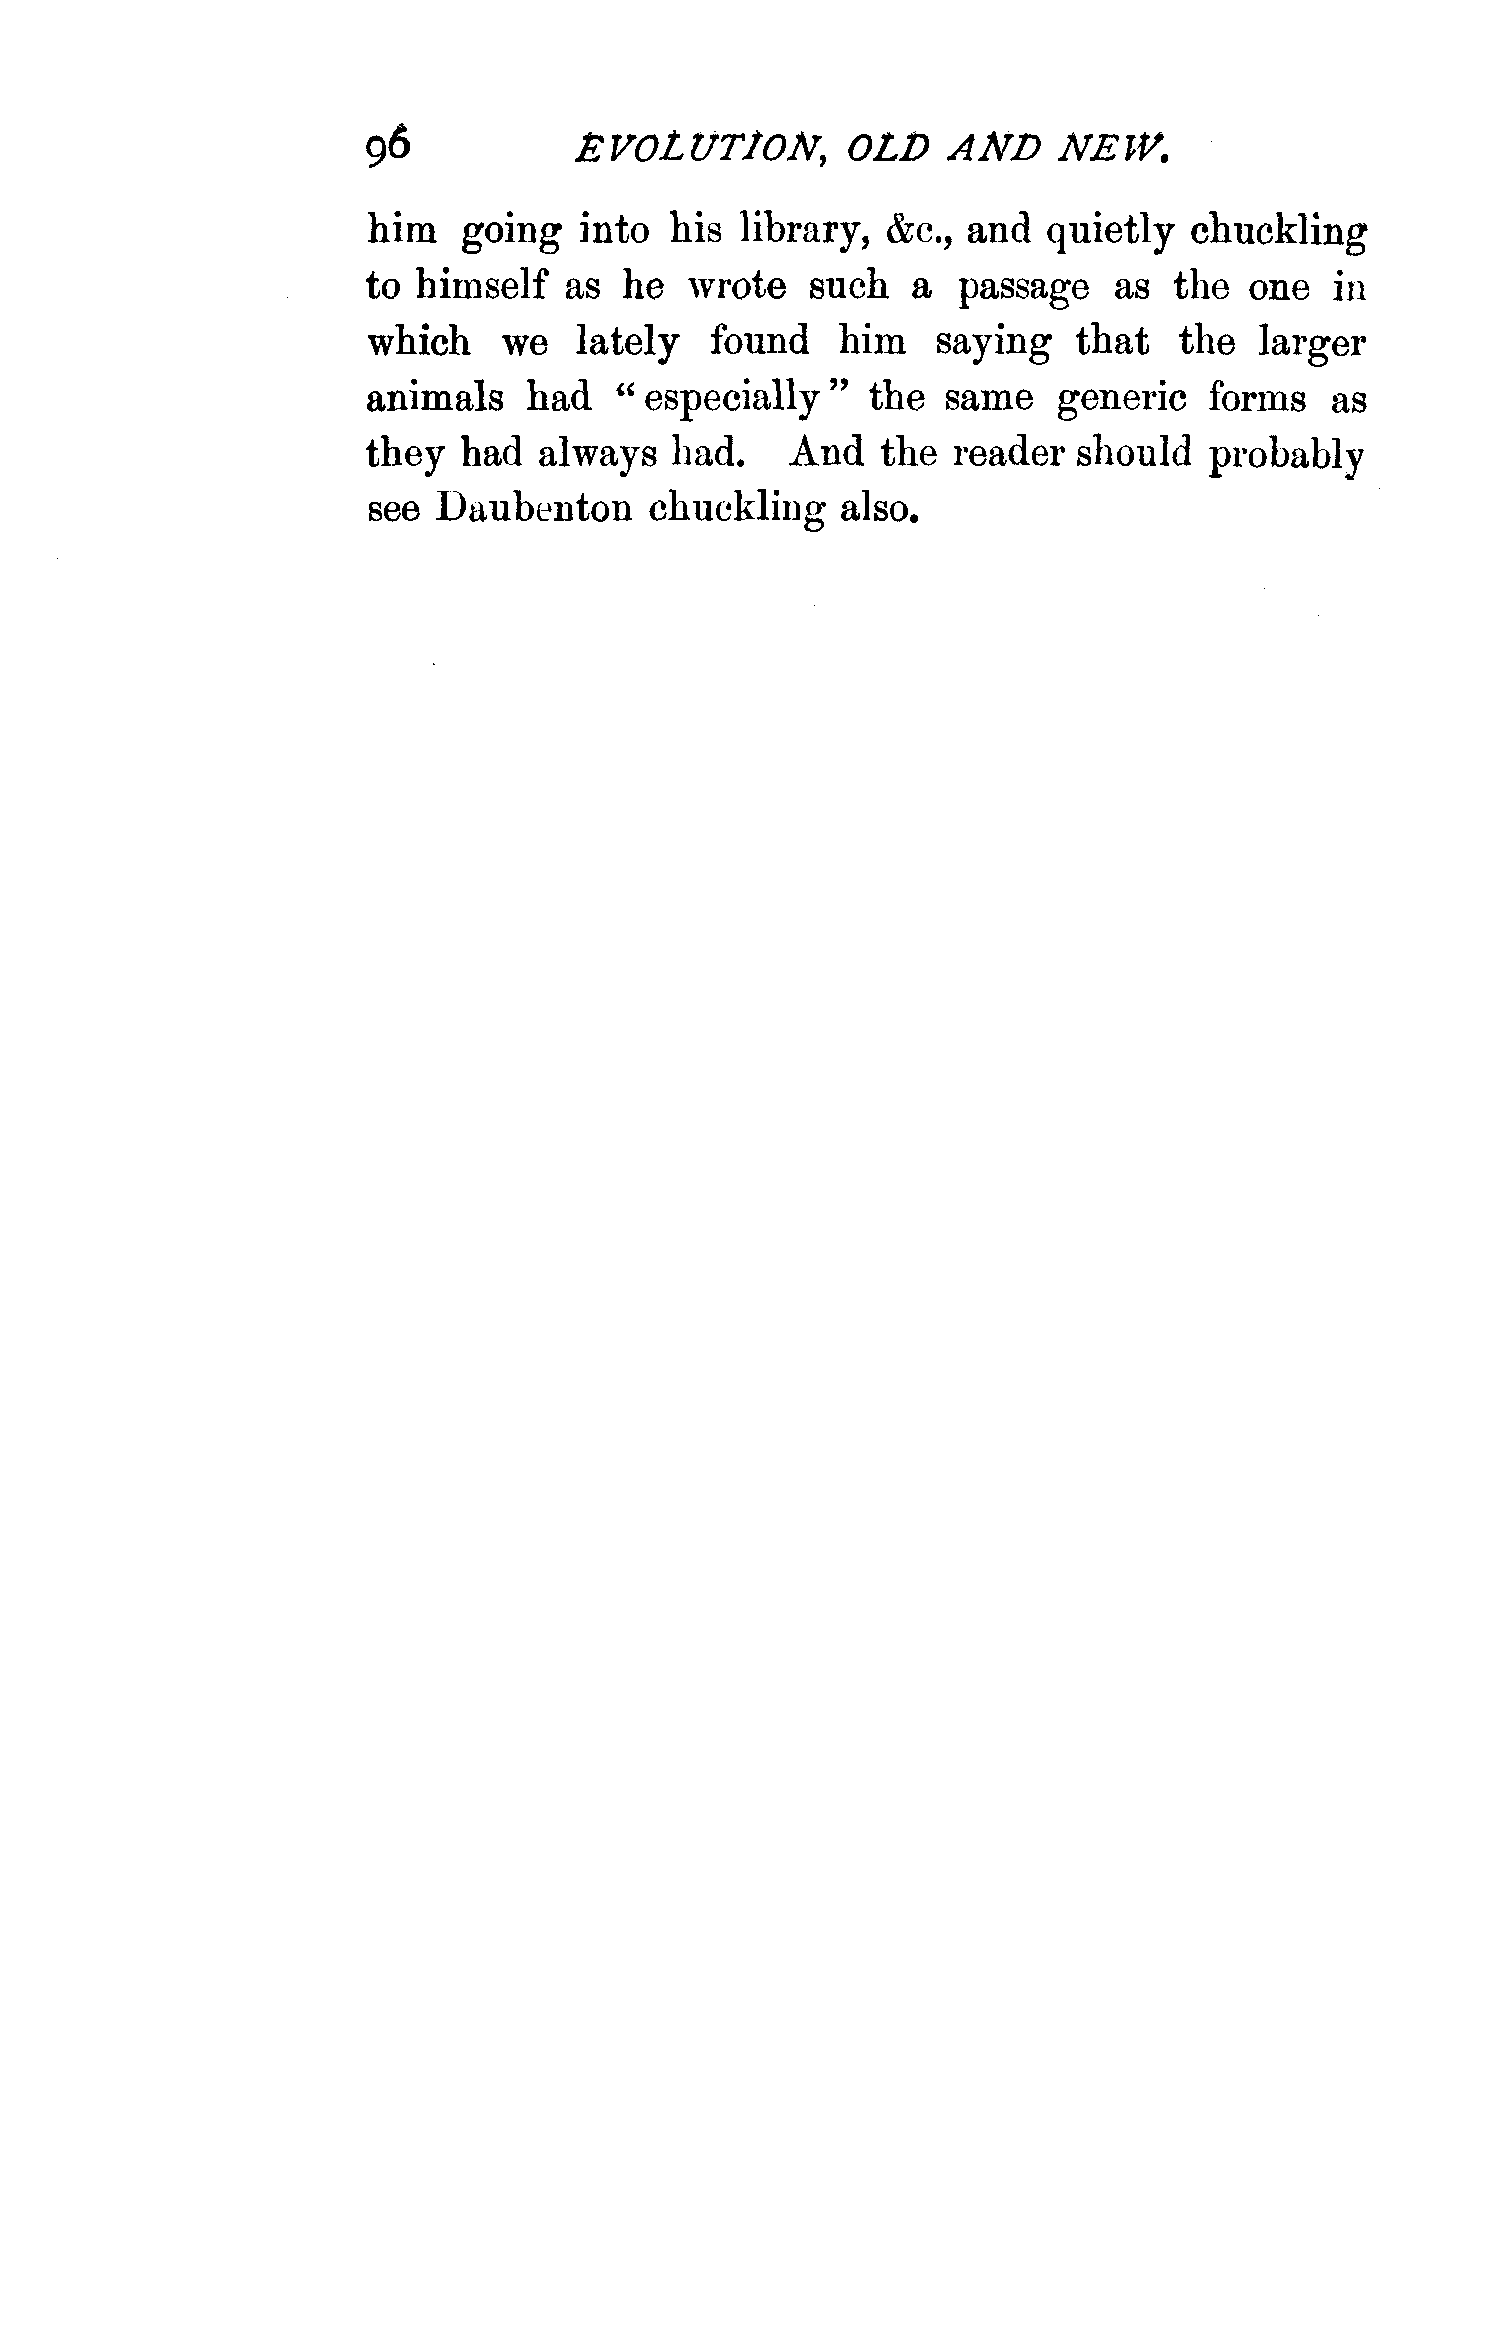 96 EVOLUTION, OLD AND NEW.
him going into his library, &c., and quietly chuckling
to himself as he wrote such a passage as the one in
which we lately found him saying that the larger
animals had “especially” the same generic forms as
they had always had. And the reader should probably
see Daubenton chuckling also.